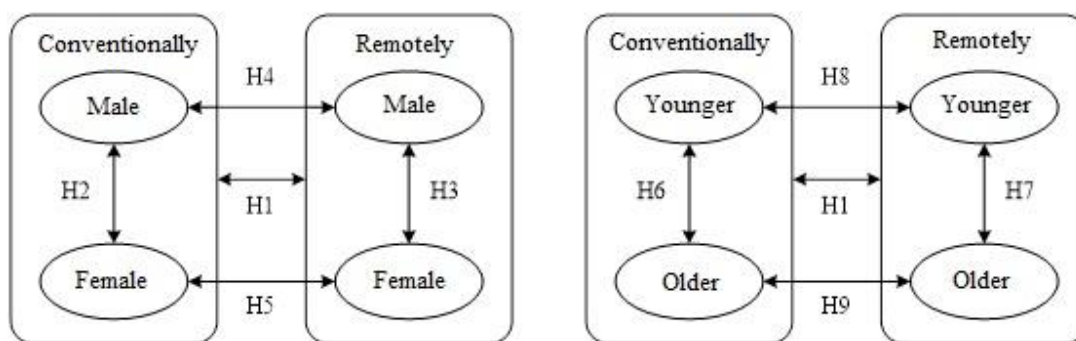 Conventionally
Remotely
H4
Male
Male
H2
H1
H3
Female
Female
H5
Conventionally
Remotely
H8
Younger
Younger
H6
H1
H7
Older
Older
H9